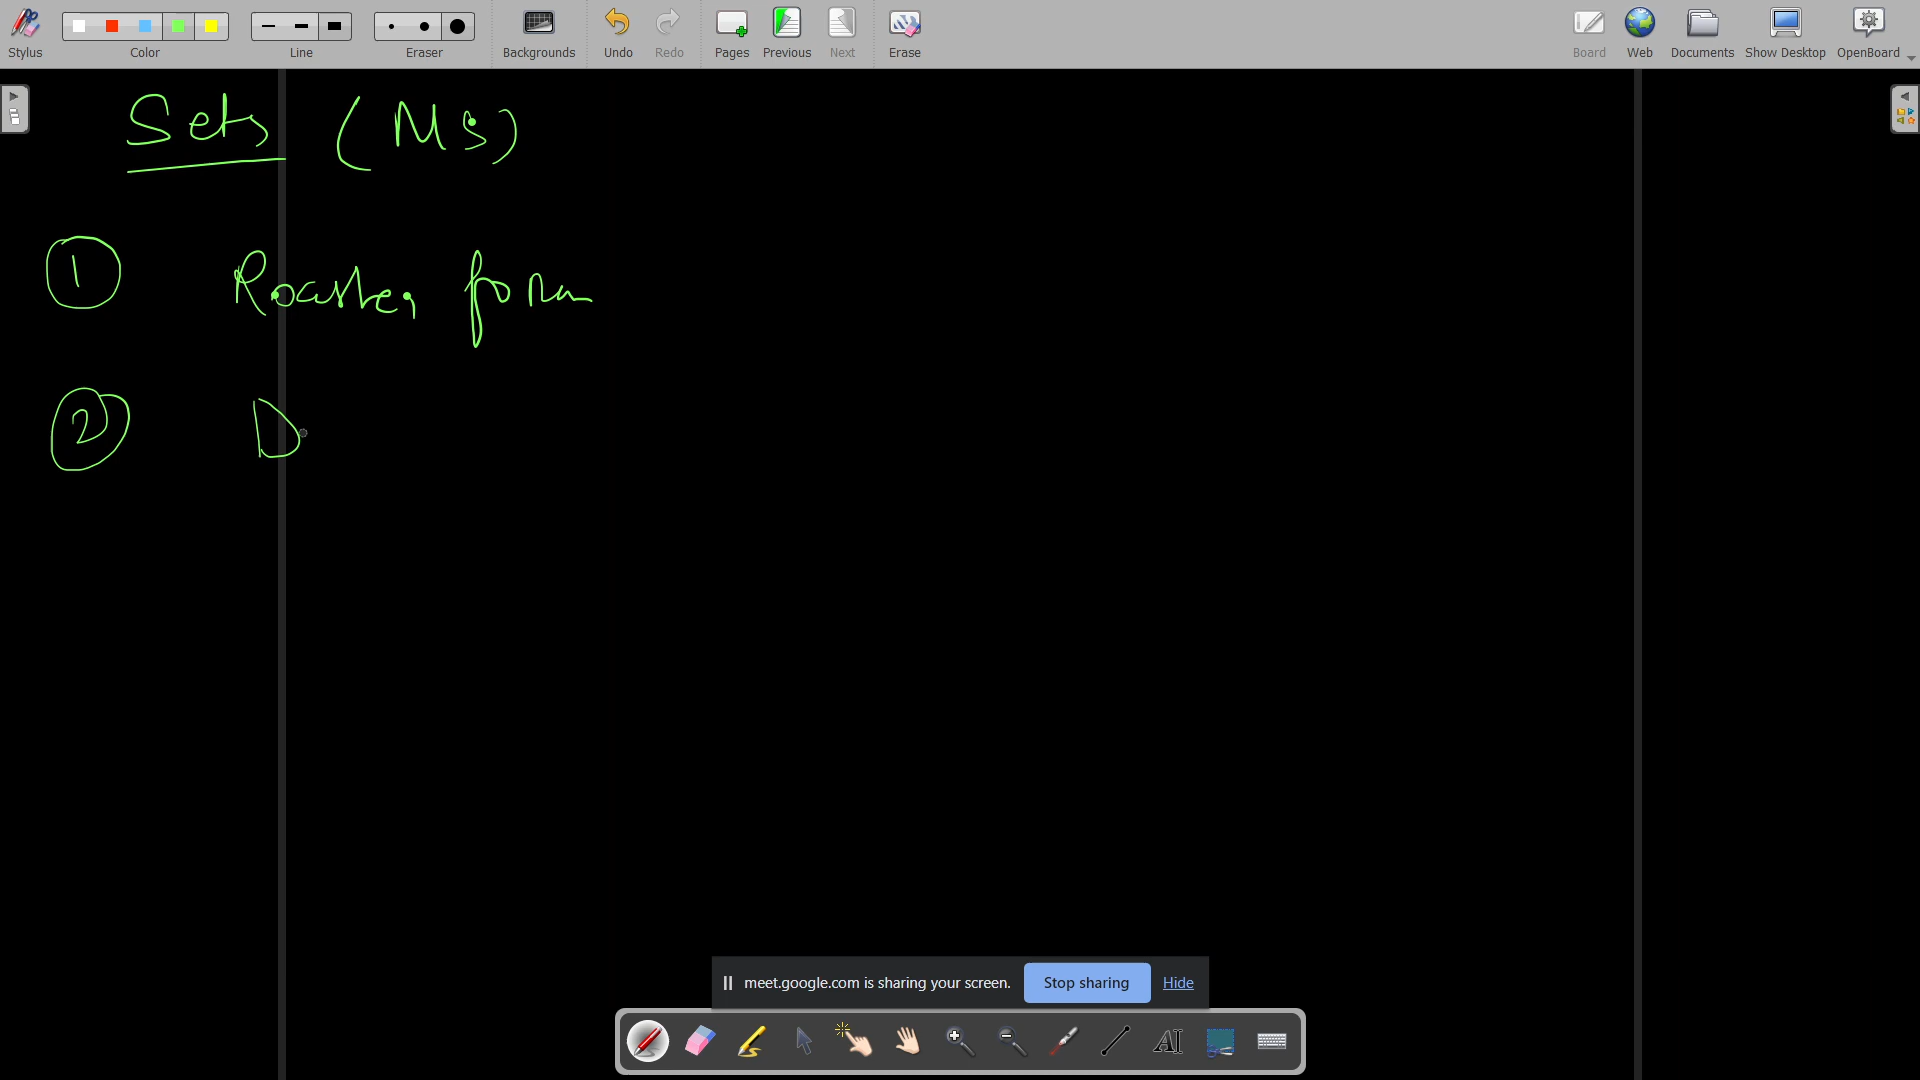 Stylus Color Line Eraser Backgrounds Undo Redo Pages Previous Next Erase Board Web Documents Show Desktop OpenBoard
Sets (Ms)
1 Roaster form
2 D
meet.google.com is sharing your screen. Stop sharing Hide